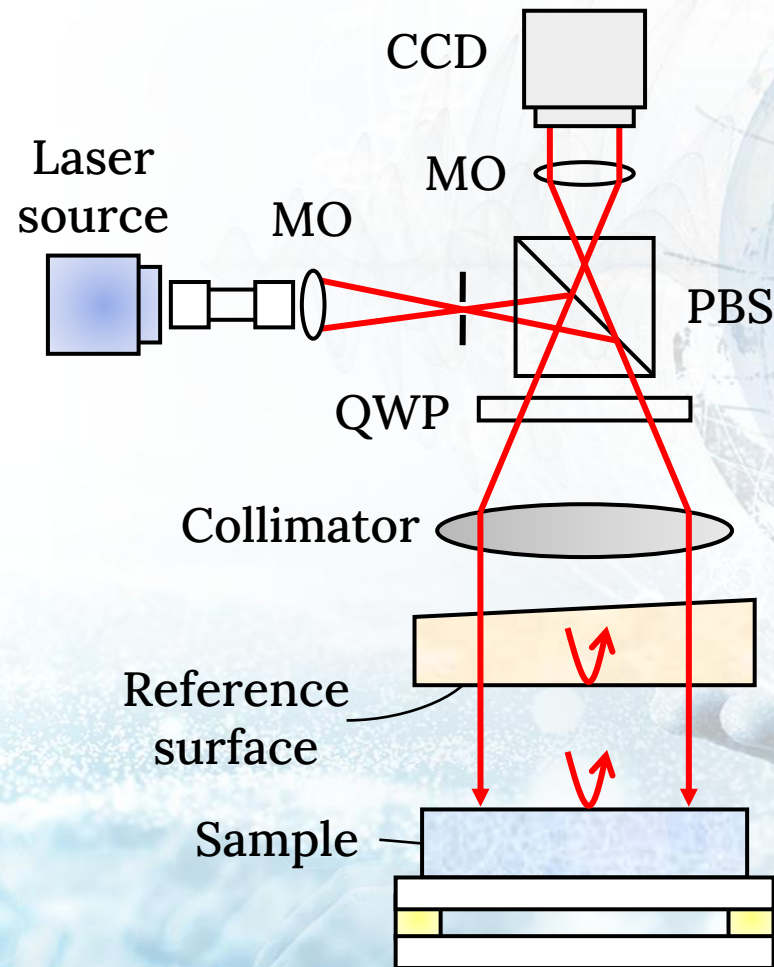 CCD
Laser
source
MO
MO
PBS
QWP
Collimator
Reference
surface
Sample